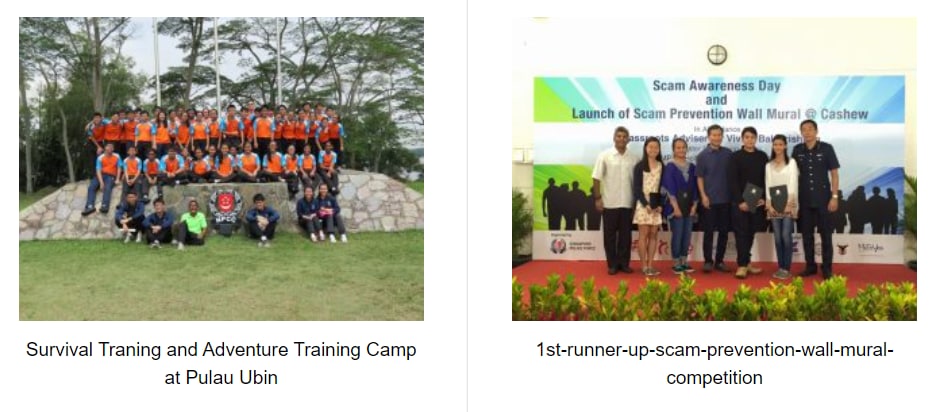 NPCC
Survival Traning and Adventure Training Camp
at Pulau Ubin
Scam Awareness Day
and
Launch of Scam Prevention Wall Mural @ Cashew
1st-runner-up-scam-prevention-wall-mural-
competition